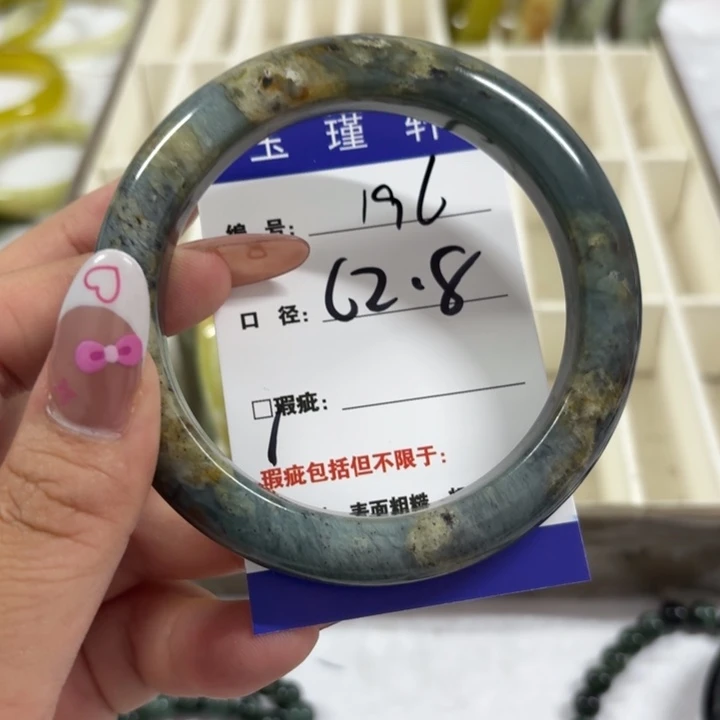 玉瑾轩
编号: 196
口径: 62.8
□瑕疵:
瑕疵包括但不限于:
表面粗糙